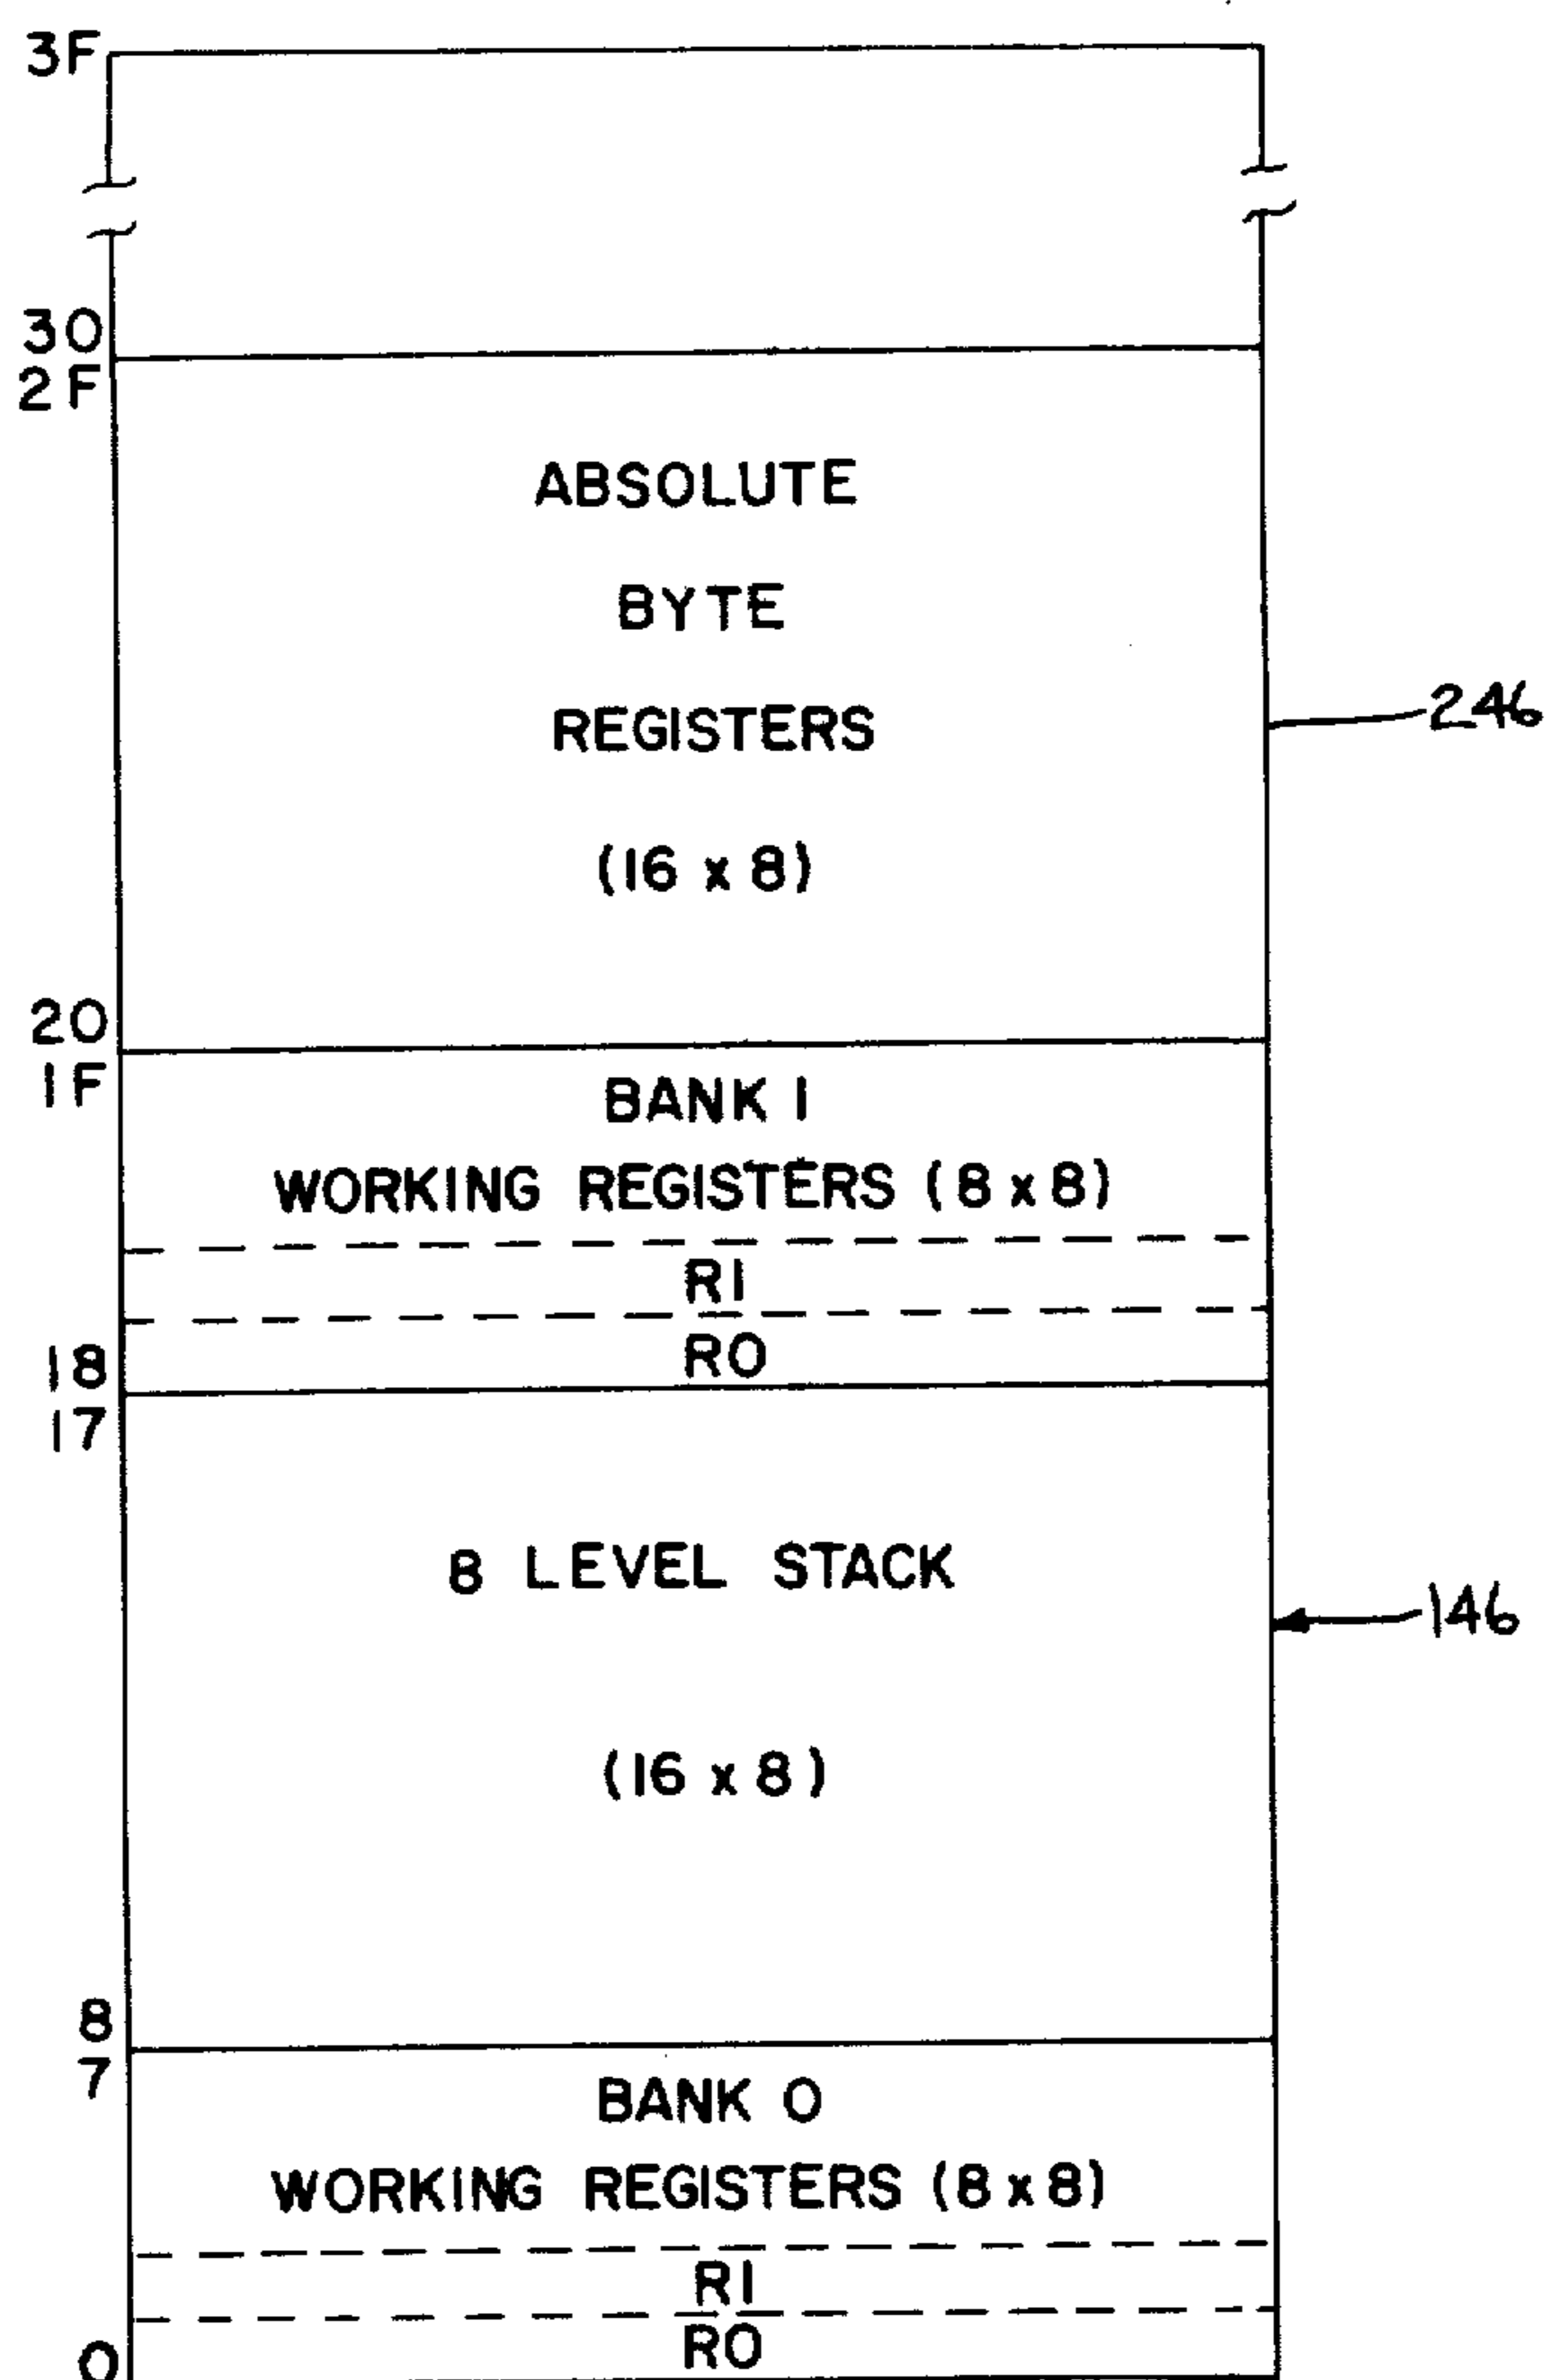 3F
30
2F
ABSOLUTE
BYTE
REGISTERS
246
(16 x 8)
20
1F
BANK 1
WORKING REGISTERS (8 x 8)
R1
R0
18
17
8 LEVEL STACK
146
(16 x 8)
8
7
BANK 0
WORKING REGISTERS (8 x 8)
R1
R0
0